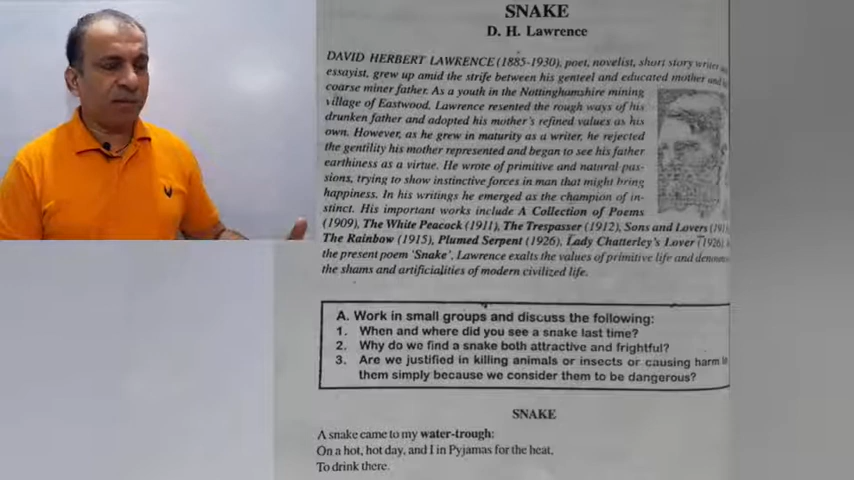 SNAKE
D. H. Lawrence
DAVID HERBERT LAWRENCE (1885-1930), poet, novelist, short story writer
essayist, grew up amid the strife between his genteel and educated mother and
coarse miner father. As a youth in the Nottinghamshire mining
village of Eastwood, Lawrence resented the rough ways of his
drunken father and adopted his mother's refined values as his
own. However, as he grew in maturity as a writer, he rejected
the gentility his mother represented and began to see his father
earthiness as a virtue. He wrote of primitive and natural pas-
sions, trying to show instinctive forces in man that might bring
happiness. In his writings he emerged as the champion of in-
stinct. His important works include A Collection of Poems
(1909), The White Peacock (1911), The Trespasser (1912), Sons and Lovers
The Rainbow (1915), Plumed Serpent (1926), Lady Chatterley's Lover (1926)
the present poem 'Snake', Lawrence exalts the values of primitive life and
the shams and artificialities of modern civilized life.
A. Work in small groups and discuss the following:
1. When and where did you see a snake last time?
2. Why do we find a snake both attractive and frightful?
3. Are we justified in killing animals or insects or causing harm
them simply because we consider them to be dangerous?
SNAKE
A snake came to my water-trough:
On a hot, hot day, and I in Pyjamas for the heat,
To drink there.